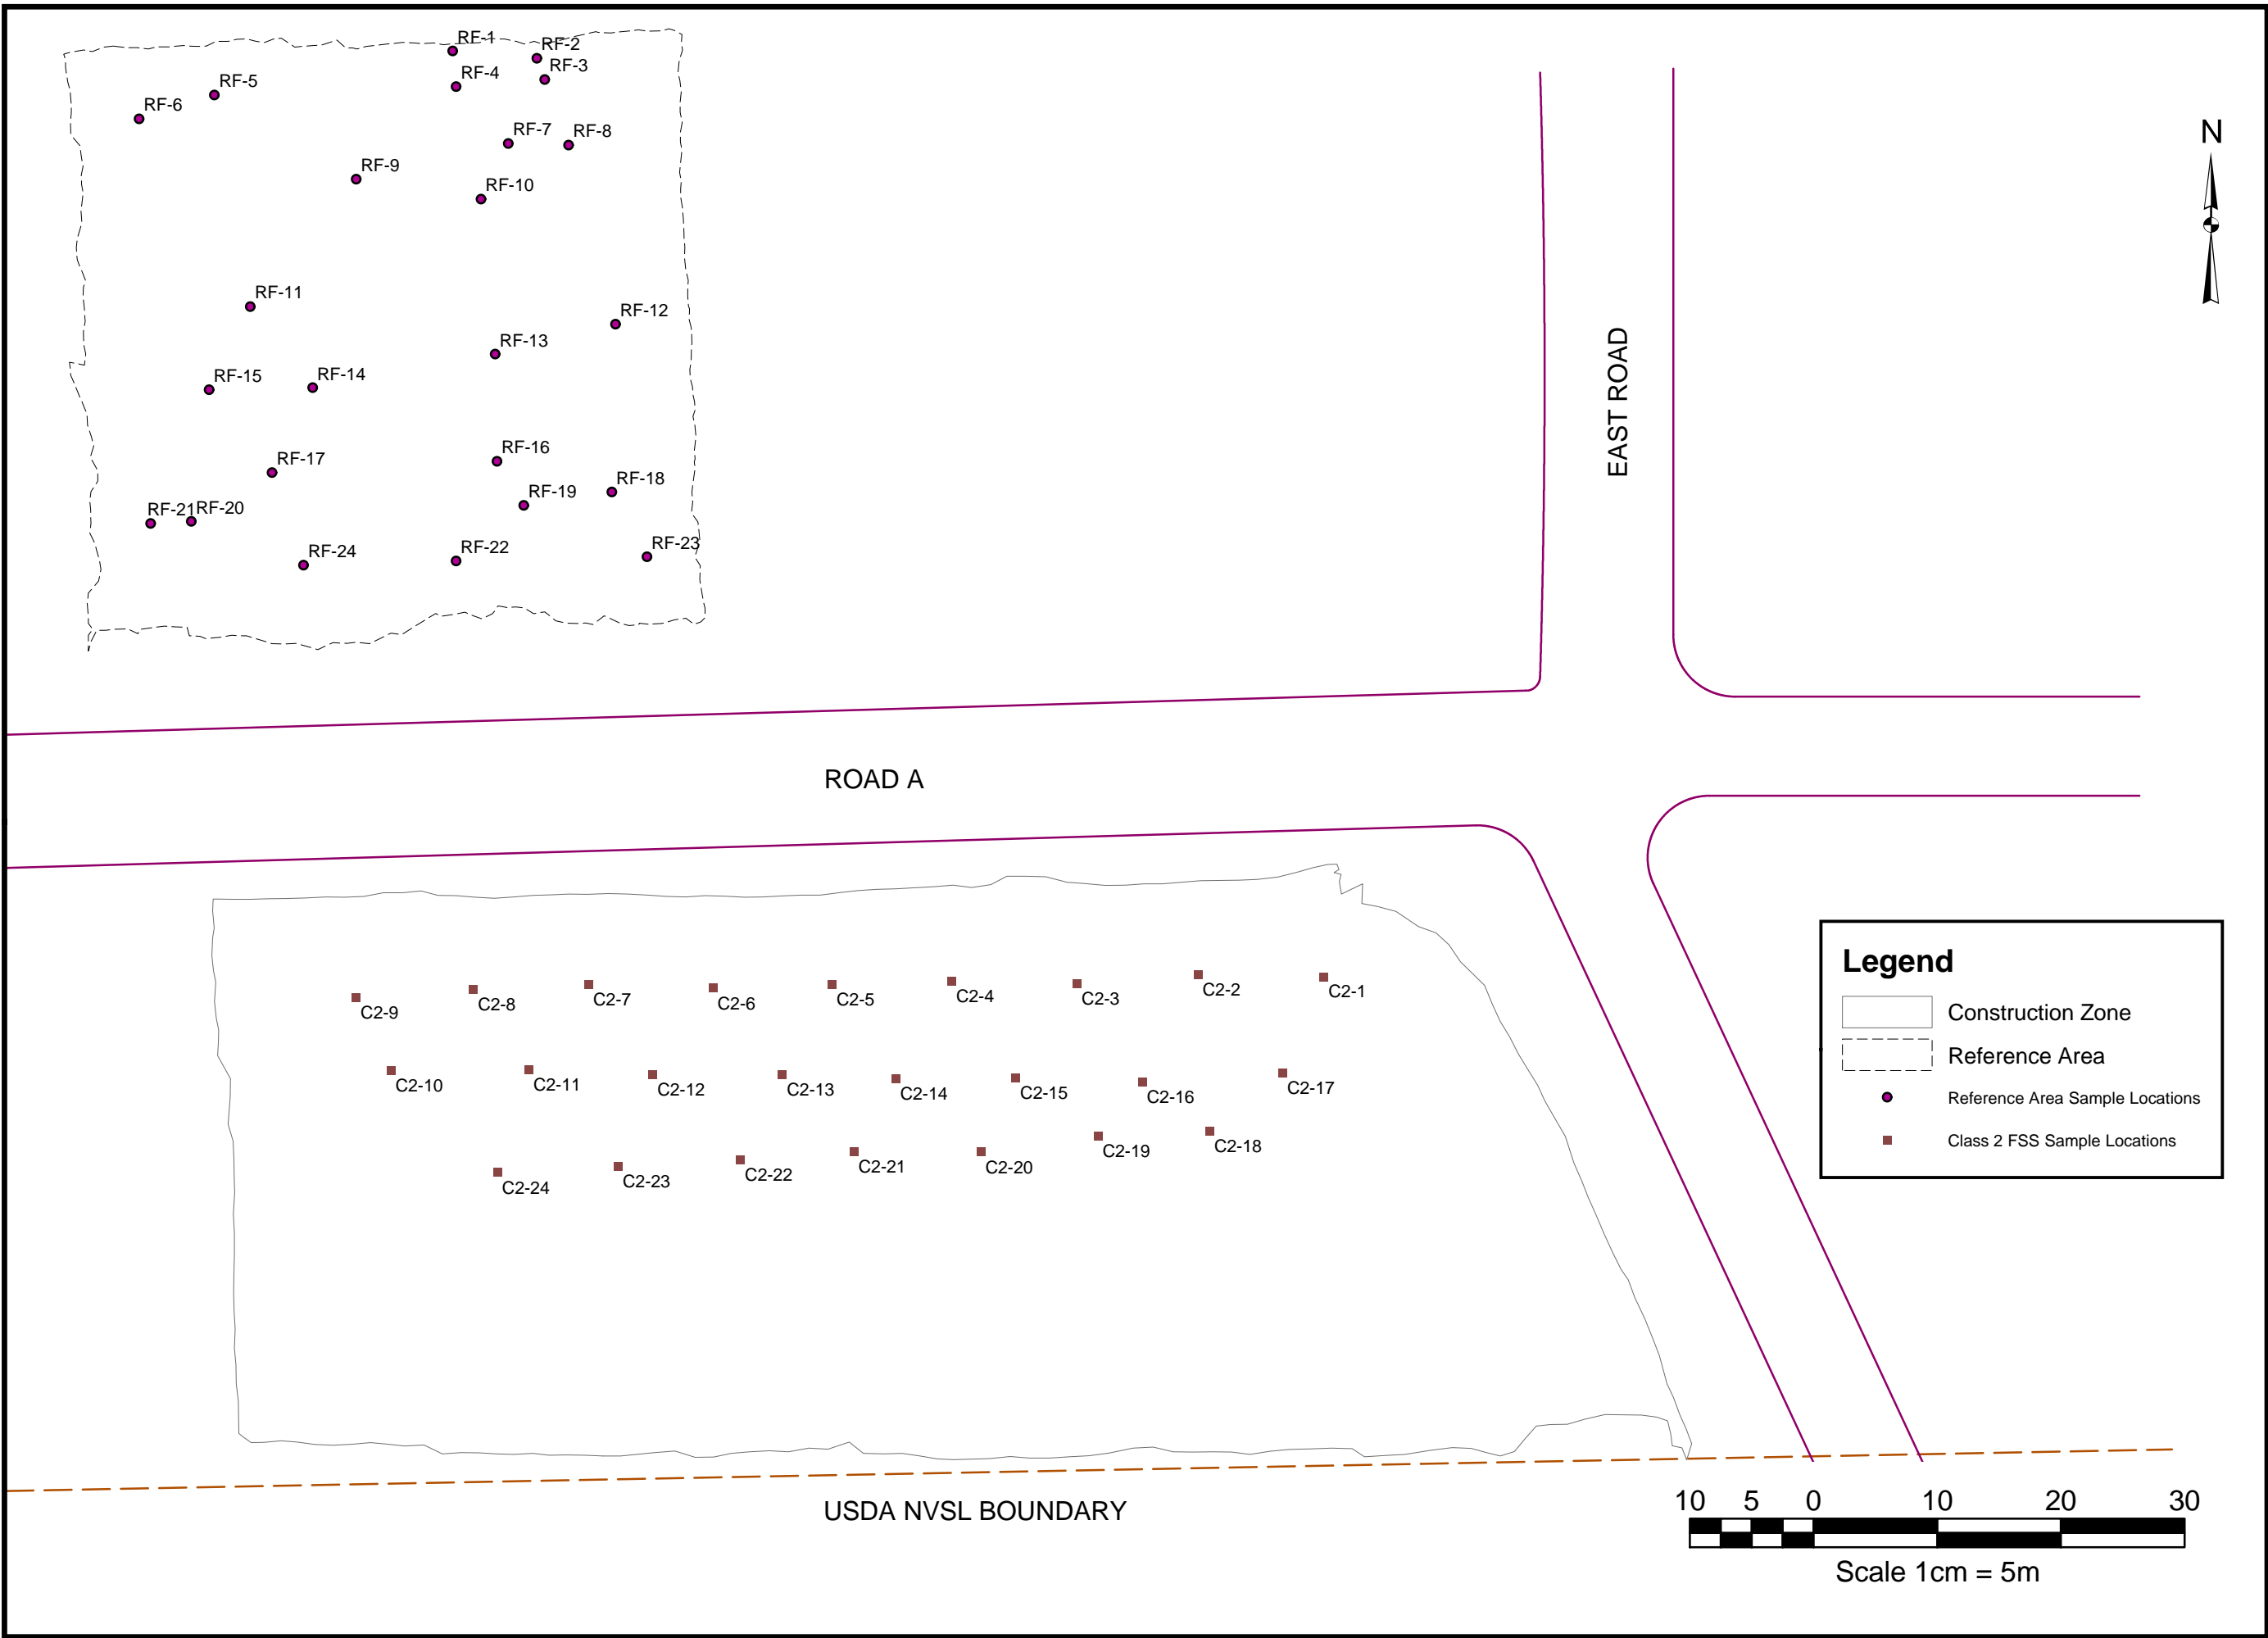 RF-1
RF-2
RF-3
RF-4
RF-5
RF-6
RF-7
RF-8
RF-9
RF-10
RF-11
RF-12
RF-13
RF-14
RF-15
RF-16
RF-17
RF-18
RF-19
RF-20
RF-21
RF-22
RF-23
RF-24
N
EAST ROAD
ROAD A
C2-9
C2-8
C2-7
C2-6
C2-5
C2-4
C2-3
C2-2
C2-1
C2-10
C2-11
C2-12
C2-13
C2-14
C2-15
C2-16
C2-17
C2-24
C2-23
C2-22
C2-21
C2-20
C2-19
C2-18
Legend
Construction Zone
Reference Area
Reference Area Sample Locations
Class 2 FSS Sample Locations
USDA NVSL BOUNDARY
10 5 0 10 20 30
Scale 1cm = 5m